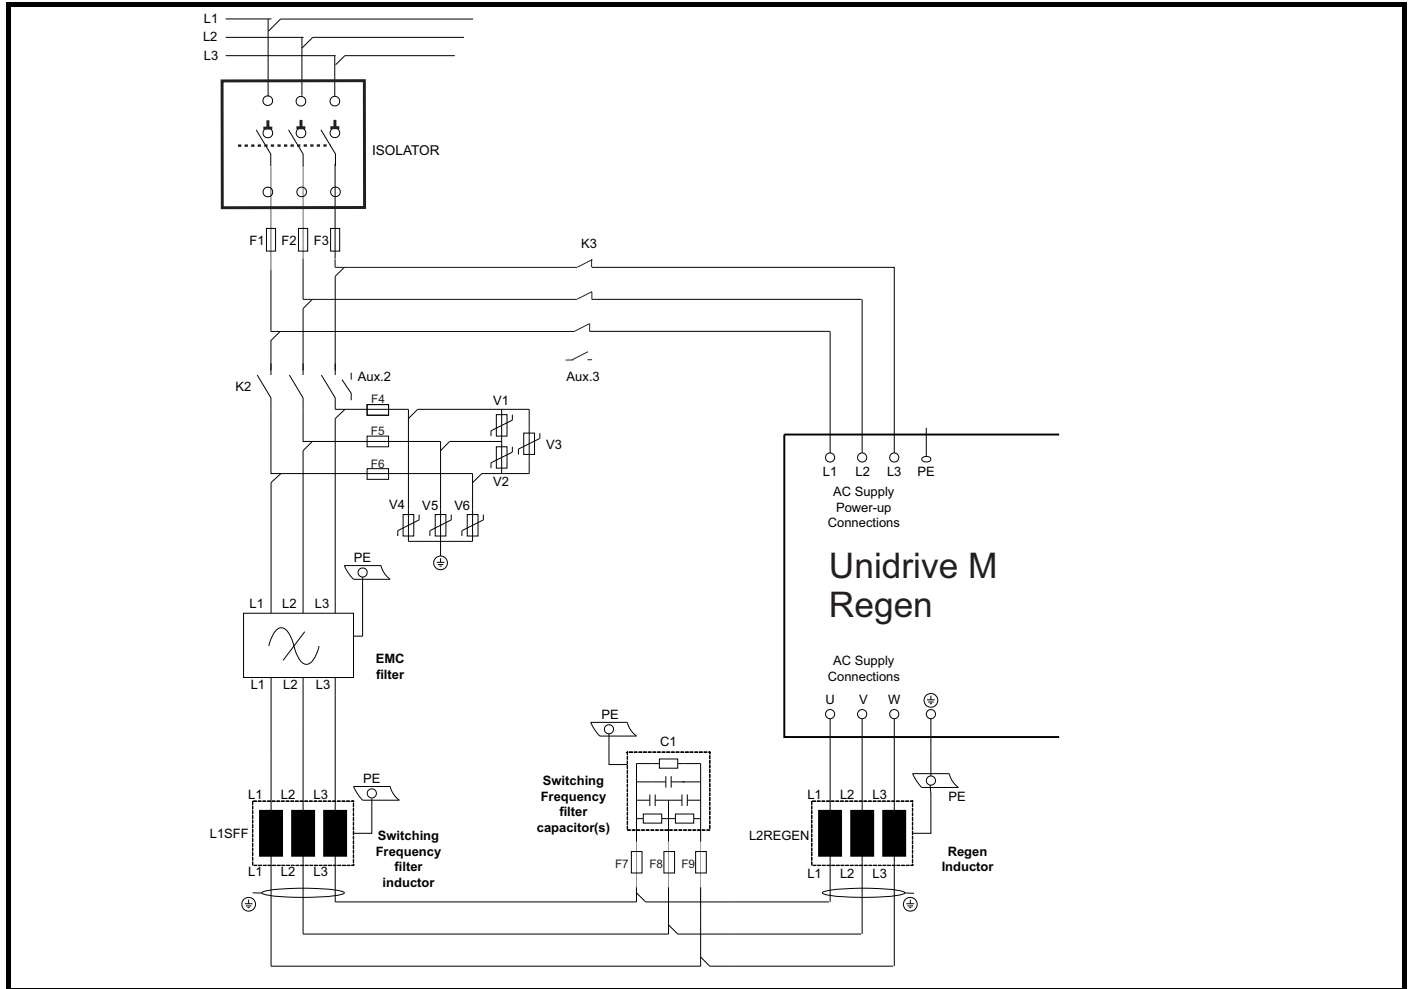 L1
L2
L3
ISOLATOR
F1 F2 F3
K3
K2
Aux.2
Aux.3
F4
F5
F6
V1
V3
V2
V4 V5 V6
L1 L2 L3 PE
AC Supply
Power-up
Connections
Unidrive M
Regen
PE
L1 L2 L3
EMC
filter
L1 L2 L3
AC Supply
Connections
U V W
PE
C1
Switching
Frequency
filter
capacitor(s)
PE
L1 L2 L3
L1SFF
Switching
Frequency
filter
inductor
L1 L2 L3
F7 F8 F9
PE
L1 L2 L3
L2REGEN
Regen
Inductor
L1 L2 L3